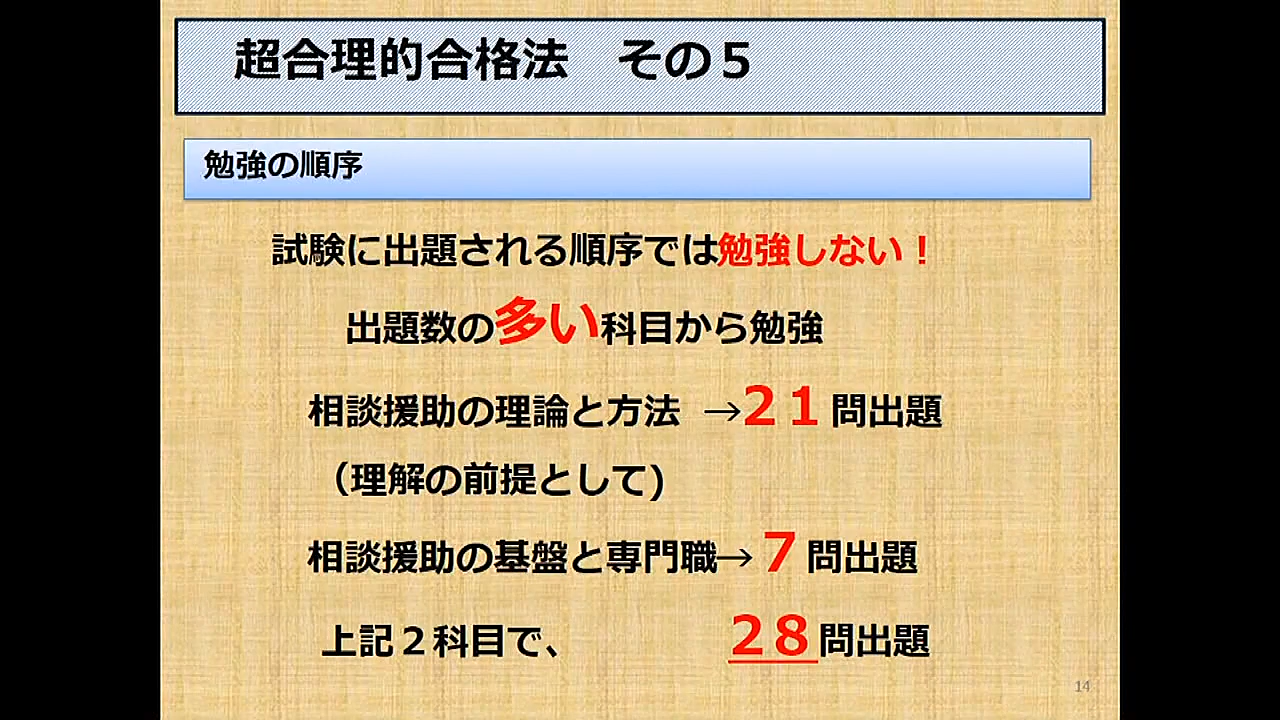 超合理的合格法　その５
勉強の順序
試験に出題される順序では勉強しない！
出題数の多い科目から勉強
相談援助の理論と方法 →２１問出題
（理解の前提として)
相談援助の基盤と専門職→７問出題
上記２科目で、　２８問出題
14